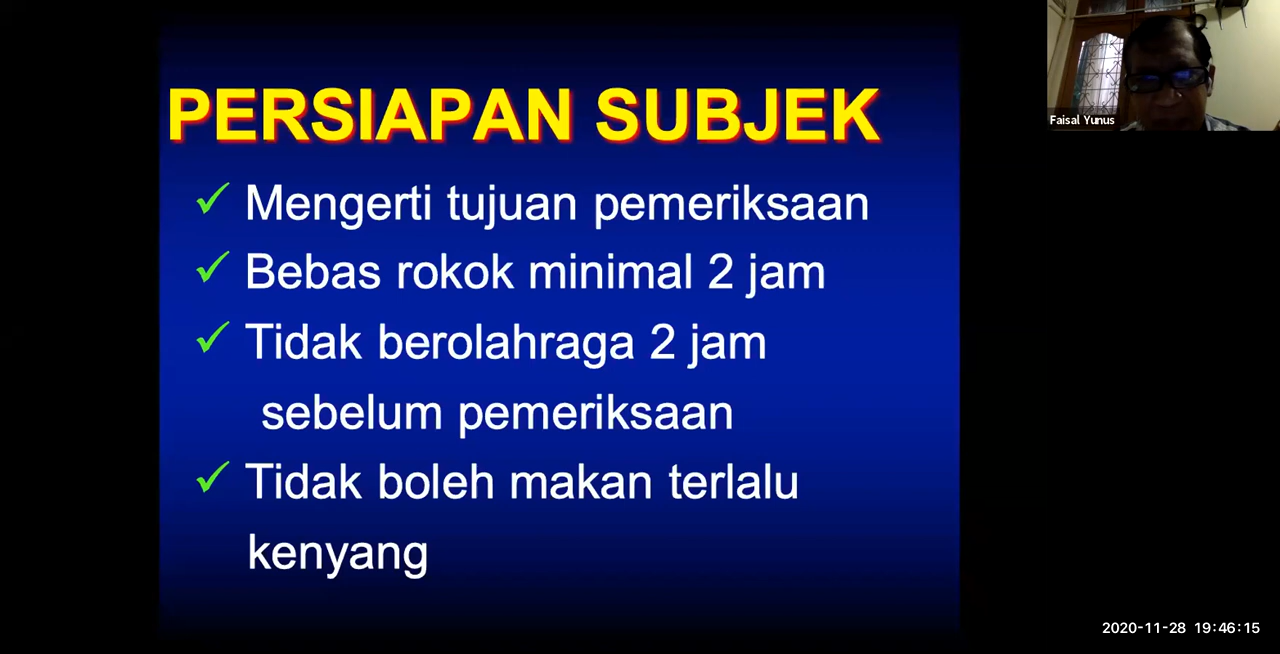 PERSIAPAN SUBJEK
✓ Mengerti tujuan pemeriksaan
✓ Bebas rokok minimal 2 jam
✓ Tidak berolahraga 2 jam
sebelum pemeriksaan
✓ Tidak boleh makan terlalu
kenyang
Faisal Yunus
2020-11-28 19:46:15